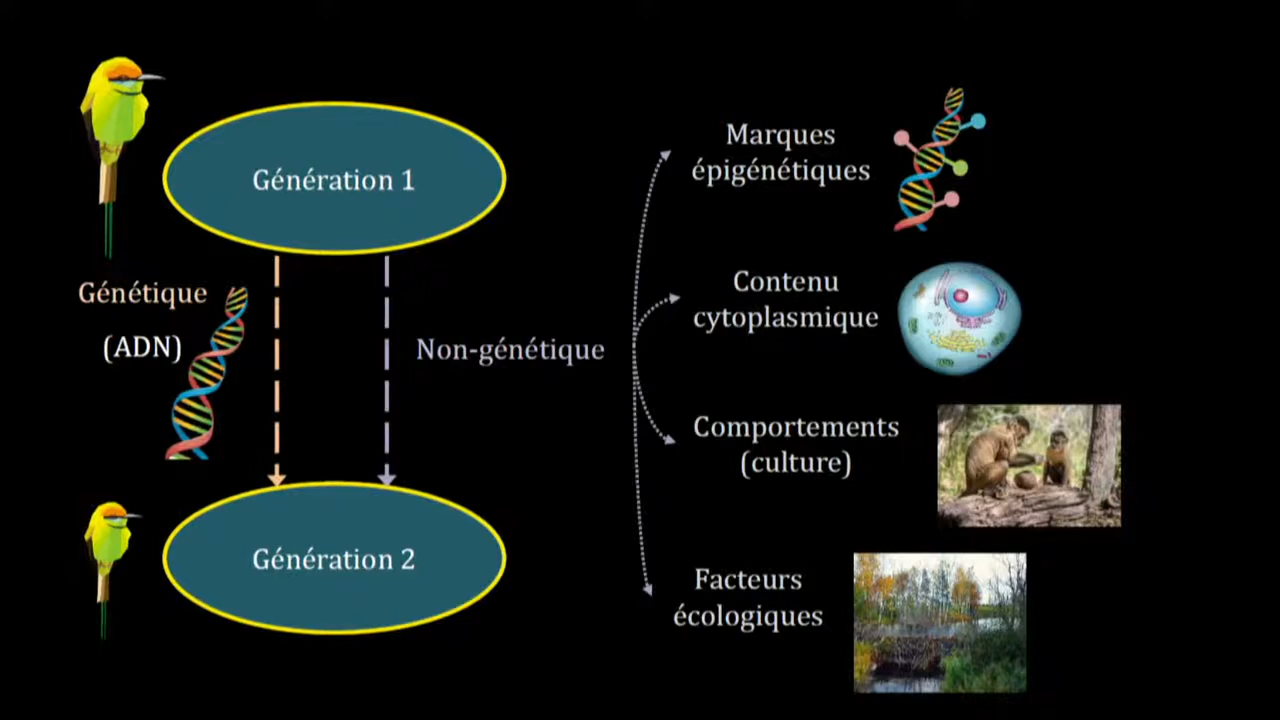 Génération 1
Génétique
(ADN)
Non-génétique
Génération 2
Marques
épigénétiques
Contenu
cytoplasmique
Comportements
(culture)
Facteurs
écologiques